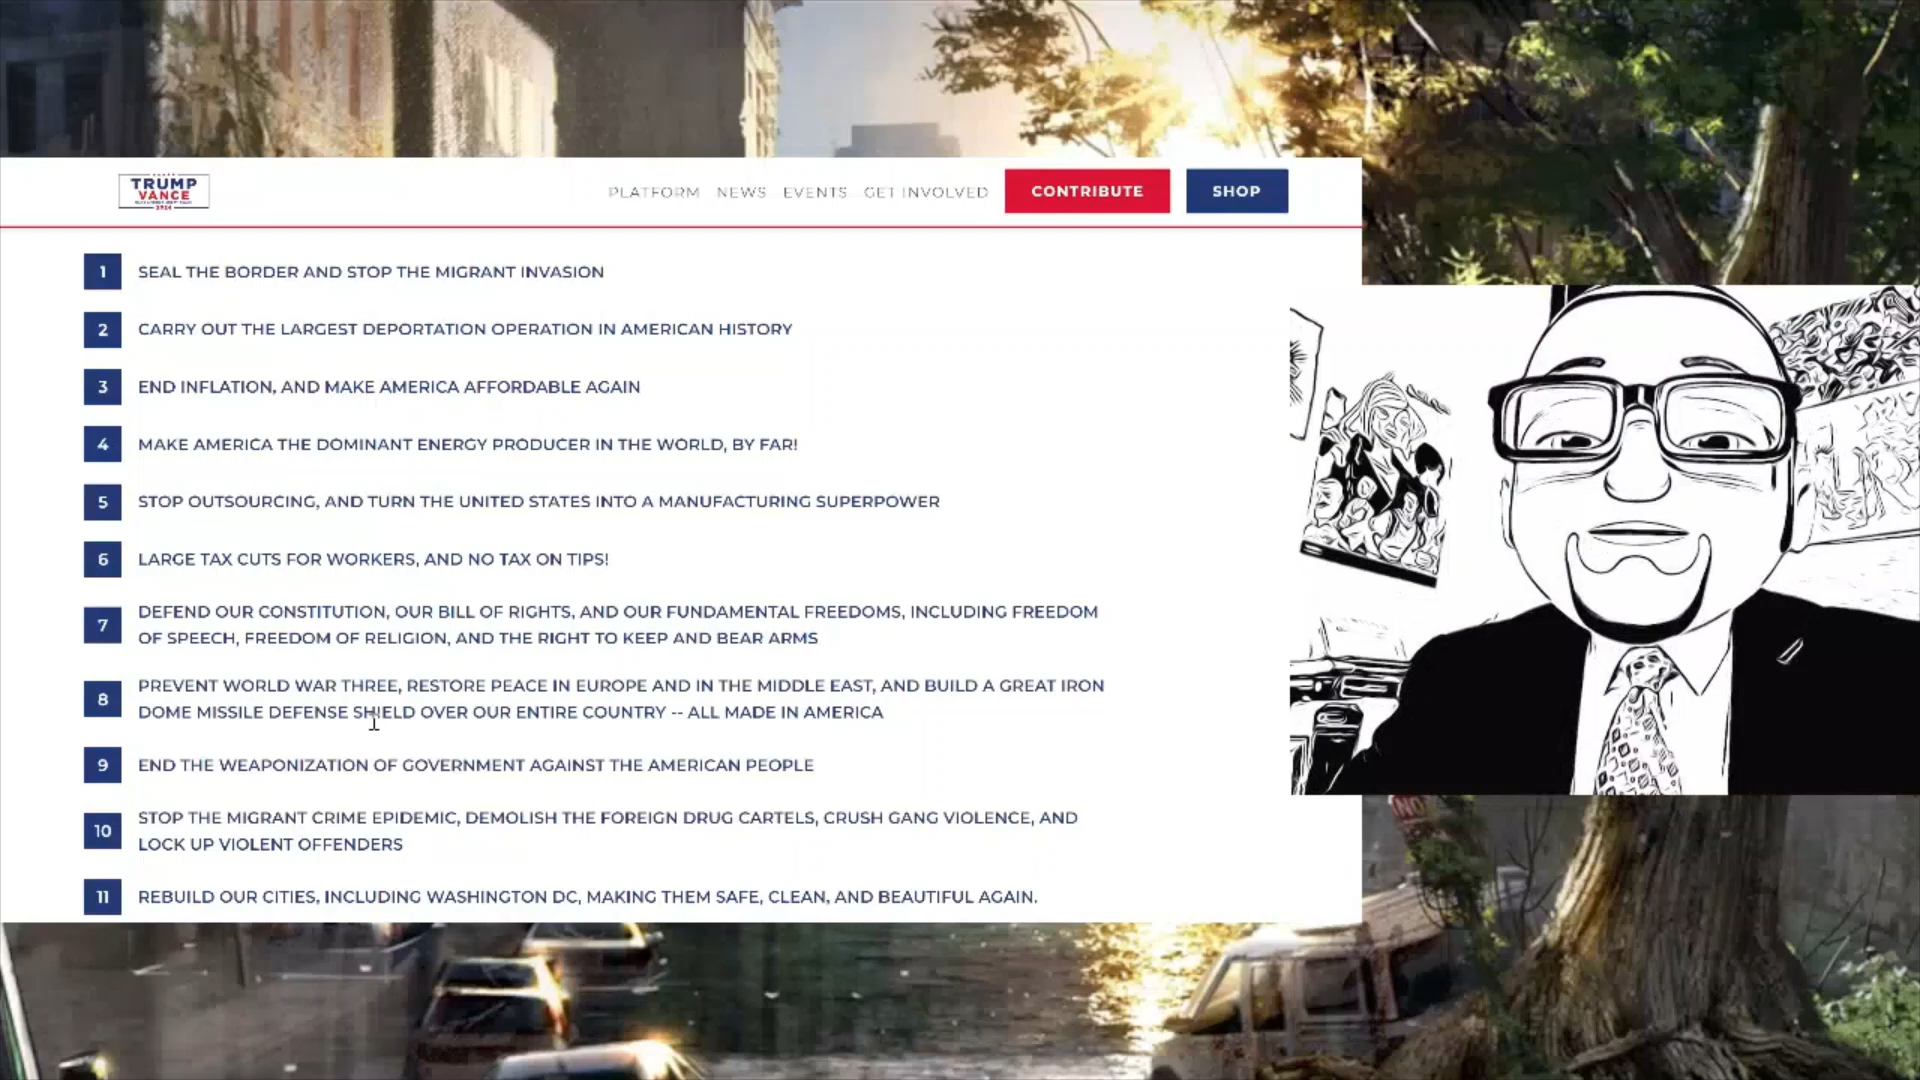 TRUMP
VANCE
PLATFORM NEWS EVENTS GET INVOLVED CONTRIBUTE SHOP
1 SEAL THE BORDER AND STOP THE MIGRANT INVASION
2 CARRY OUT THE LARGEST DEPORTATION OPERATION IN AMERICAN HISTORY
3 END INFLATION, AND MAKE AMERICA AFFORDABLE AGAIN
4 MAKE AMERICA THE DOMINANT ENERGY PRODUCER IN THE WORLD, BY FAR!
5 STOP OUTSOURCING, AND TURN THE UNITED STATES INTO A MANUFACTURING SUPERPOWER
6 LARGE TAX CUTS FOR WORKERS, AND NO TAX ON TIPS!
7 DEFEND OUR CONSTITUTION, OUR BILL OF RIGHTS, AND OUR FUNDAMENTAL FREEDOMS, INCLUDING FREEDOM
OF SPEECH, FREEDOM OF RELIGION, AND THE RIGHT TO KEEP AND BEAR ARMS
8 PREVENT WORLD WAR THREE, RESTORE PEACE IN EUROPE AND IN THE MIDDLE EAST, AND BUILD A GREAT IRON
DOME MISSILE DEFENSE SHIELD OVER OUR ENTIRE COUNTRY -- ALL MADE IN AMERICA
9 END THE WEAPONIZATION OF GOVERNMENT AGAINST THE AMERICAN PEOPLE
10 STOP THE MIGRANT CRIME EPIDEMIC, DEMOLISH THE FOREIGN DRUG CARTELS, CRUSH GANG VIOLENCE, AND
LOCK UP VIOLENT OFFENDERS
11 REBUILD OUR CITIES, INCLUDING WASHINGTON DC, MAKING THEM SAFE, CLEAN, AND BEAUTIFUL AGAIN.
NO